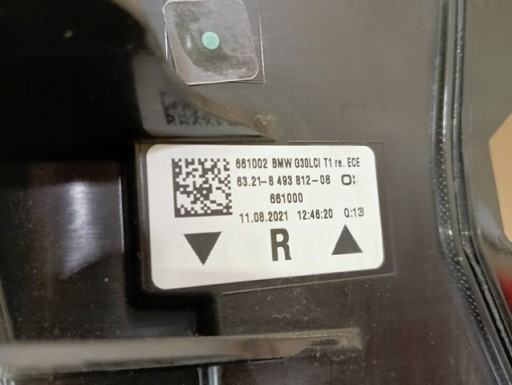 661002 BMW G30LCI T1 re. ECE
63.21-8 493 812-08
661000
11.08.2021 12:46:20 Q:13
R